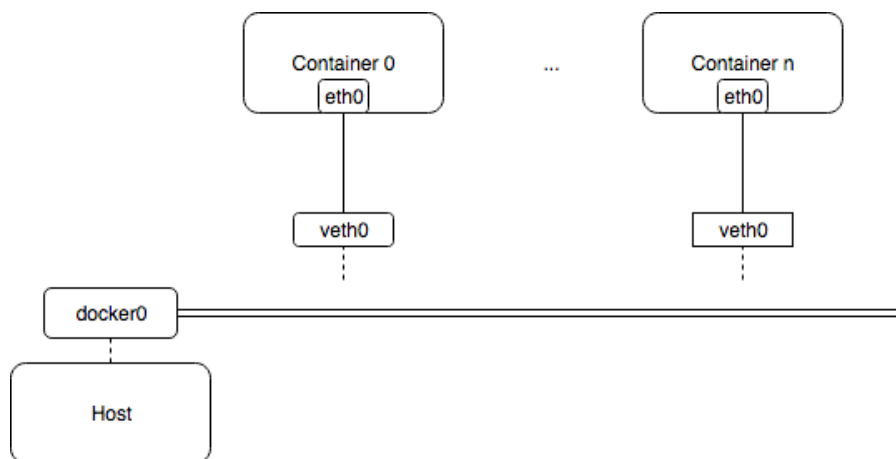 Container 0
...
Container n
eth0
eth0
veth0
veth0
docker0
Host